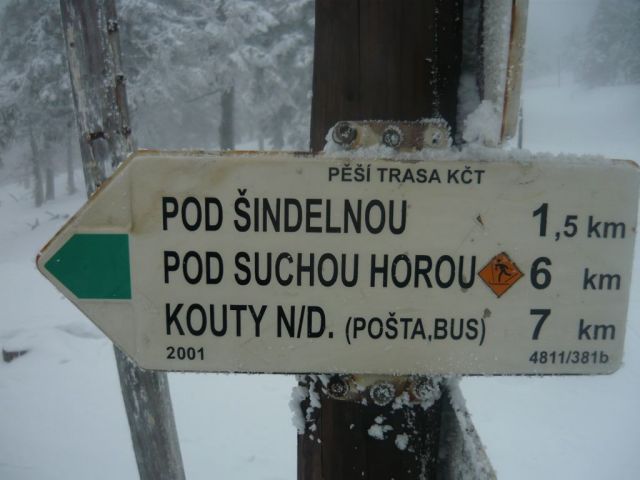 PĚŠÍ TRASA KČT
POD ŠINDELNOU 1,5 km
POD SUCHOU HOROU 6 km
KOUTY N/D. (POŠTA,BUS) 7 km
2001 4811/381b